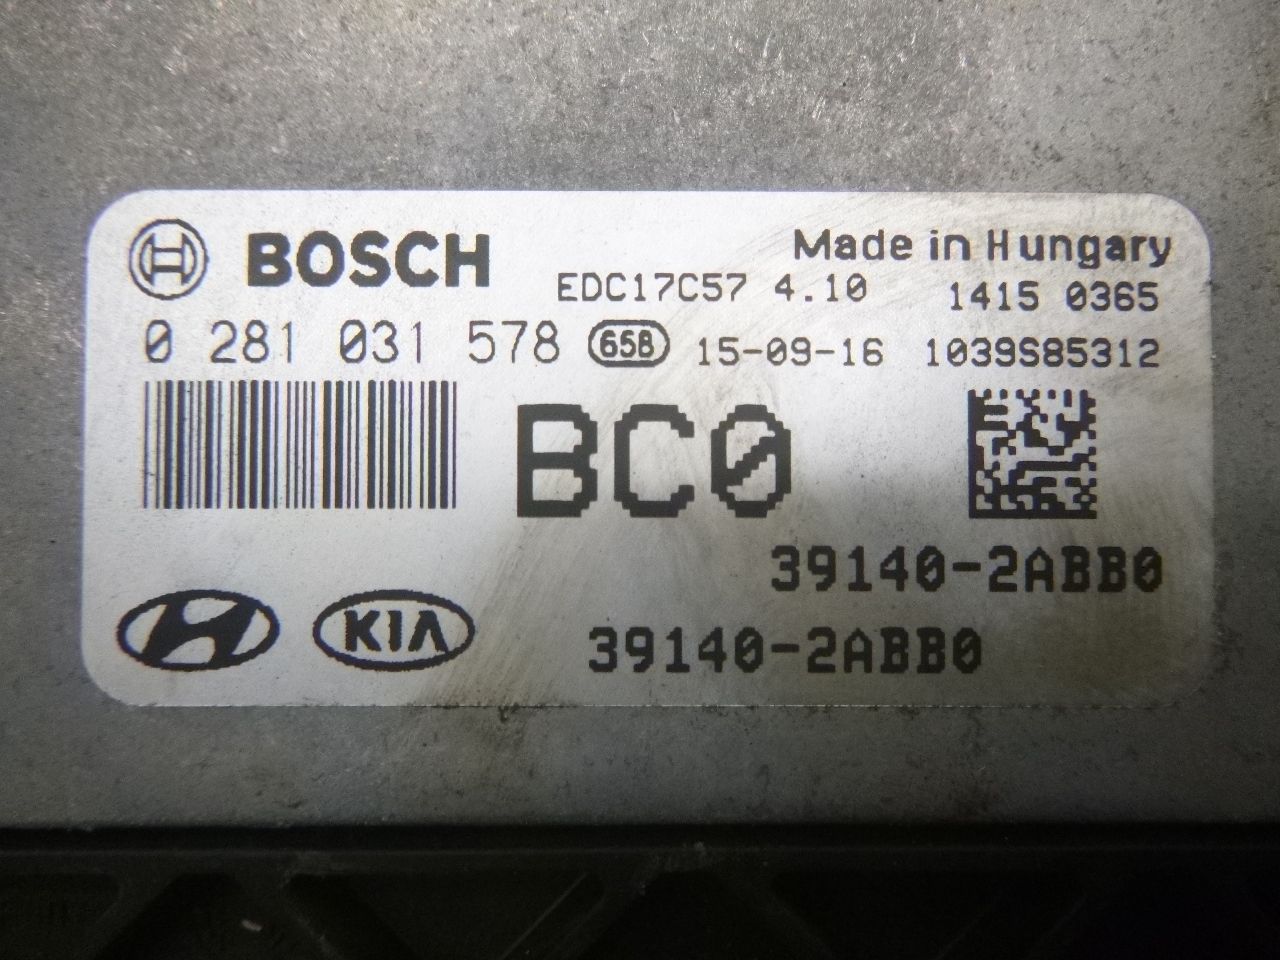 BOSCH
Made in Hungary
EDC17C57 4.10 1415 0365
0 281 031 578 65B 15-09-16 1039S85312
BC0
39140-2ABB0
KIA 39140-2ABB0